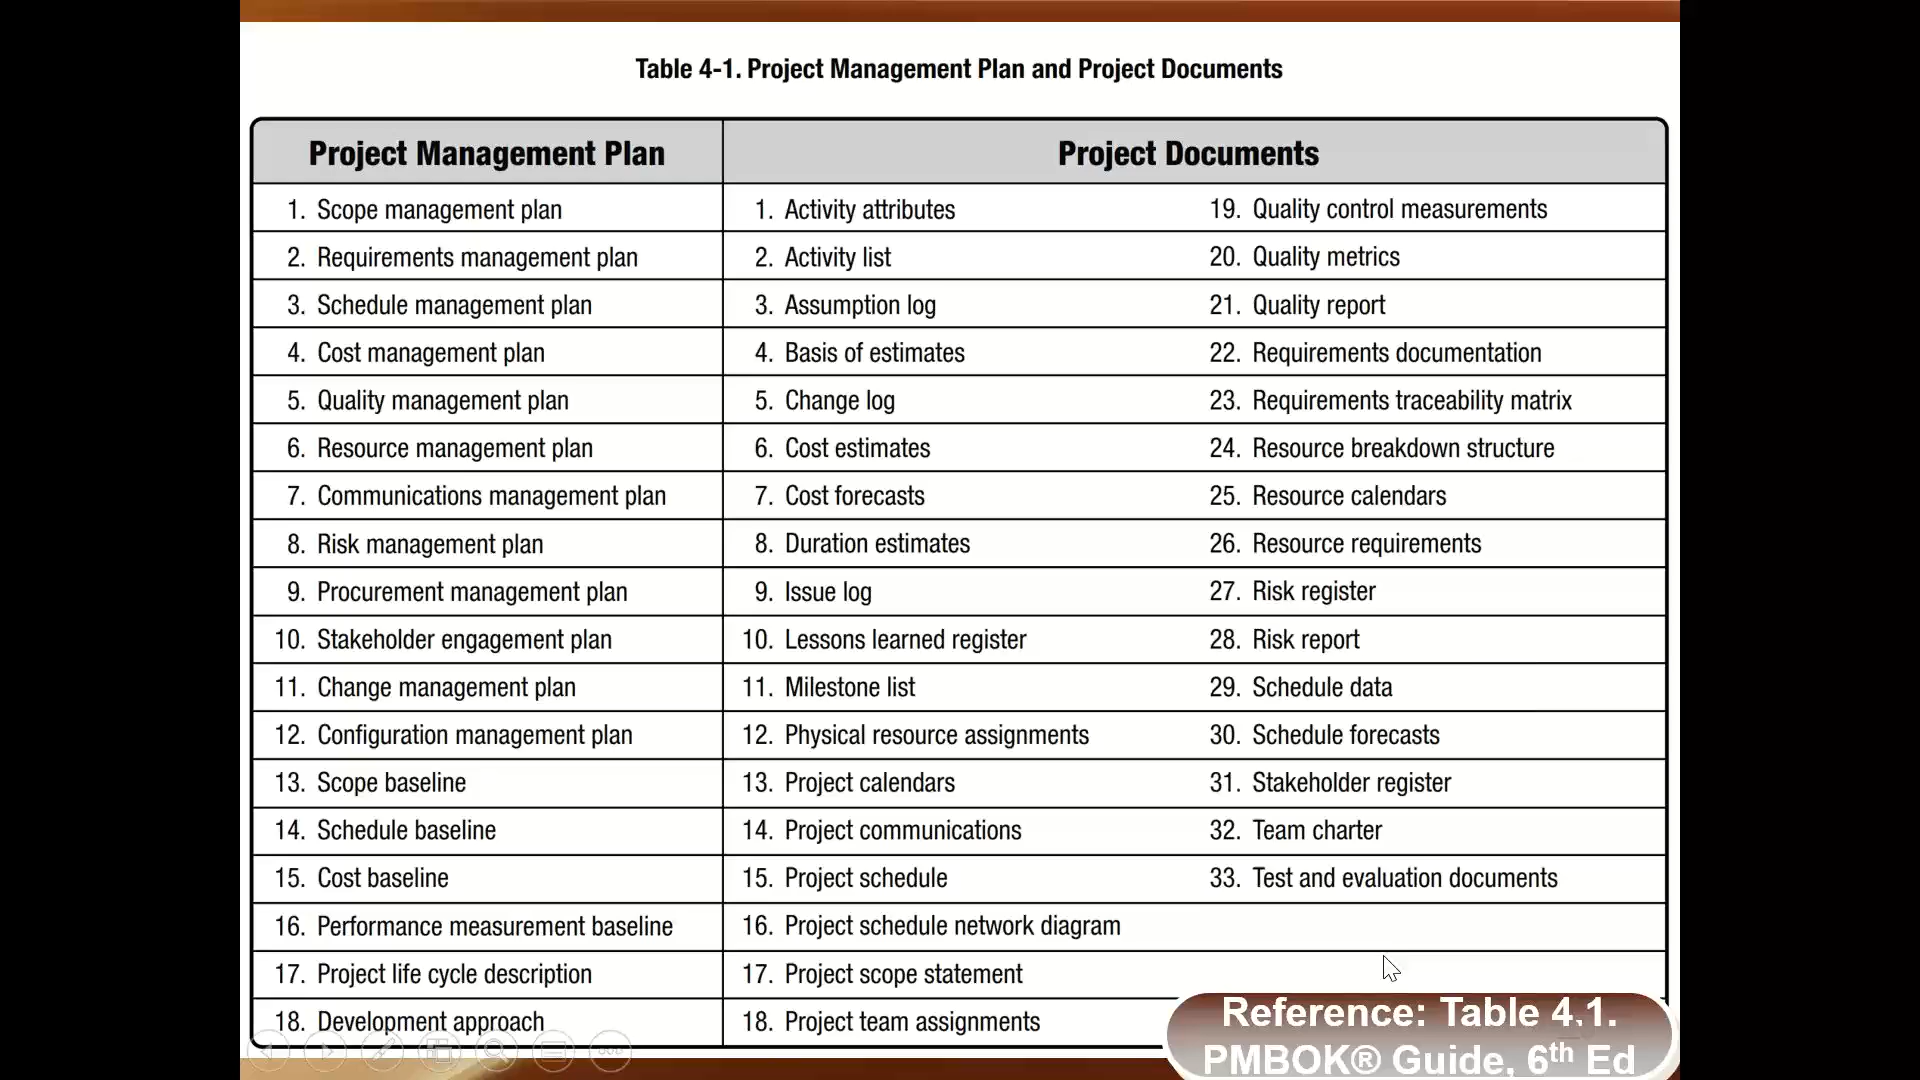 Table 4-1. Project Management Plan and Project Documents
Project Management Plan
Project Documents
1. Scope management plan
1. Activity attributes
19. Quality control measurements
2. Requirements management plan
2. Activity list
20. Quality metrics
3. Schedule management plan
3. Assumption log
21. Quality report
4. Cost management plan
4. Basis of estimates
22. Requirements documentation
5. Quality management plan
5. Change log
23. Requirements traceability matrix
6. Resource management plan
6. Cost estimates
24. Resource breakdown structure
7. Communications management plan
7. Cost forecasts
25. Resource calendars
8. Risk management plan
8. Duration estimates
26. Resource requirements
9. Procurement management plan
9. Issue log
27. Risk register
10. Stakeholder engagement plan
10. Lessons learned register
28. Risk report
11. Change management plan
11. Milestone list
29. Schedule data
12. Configuration management plan
12. Physical resource assignments
30. Schedule forecasts
13. Scope baseline
13. Project calendars
31. Stakeholder register
14. Schedule baseline
14. Project communications
32. Team charter
15. Cost baseline
15. Project schedule
33. Test and evaluation documents
16. Performance measurement baseline
16. Project schedule network diagram
17. Project life cycle description
17. Project scope statement
18. Development approach
18. Project team assignments
Reference: Table 4.1.
PMBOK® Guide, 6th Ed